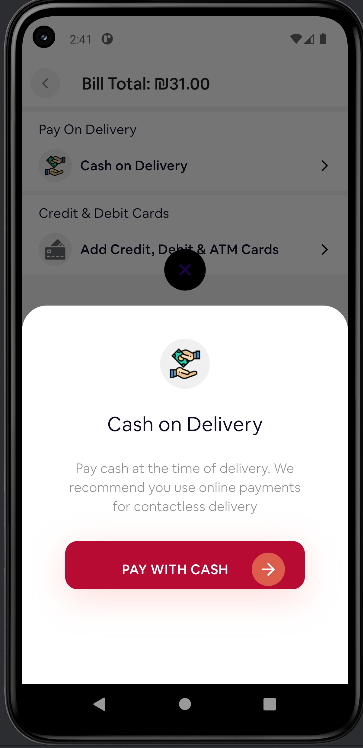 2:41
Bill Total: ₪31.00
Pay On Delivery
Cash on Delivery
Credit & Debit Cards
Add Credit, Debit & ATM Cards
Cash on Delivery
Pay cash at the time of delivery. We
recommend you use online payments
for contactless delivery
PAY WITH CASH